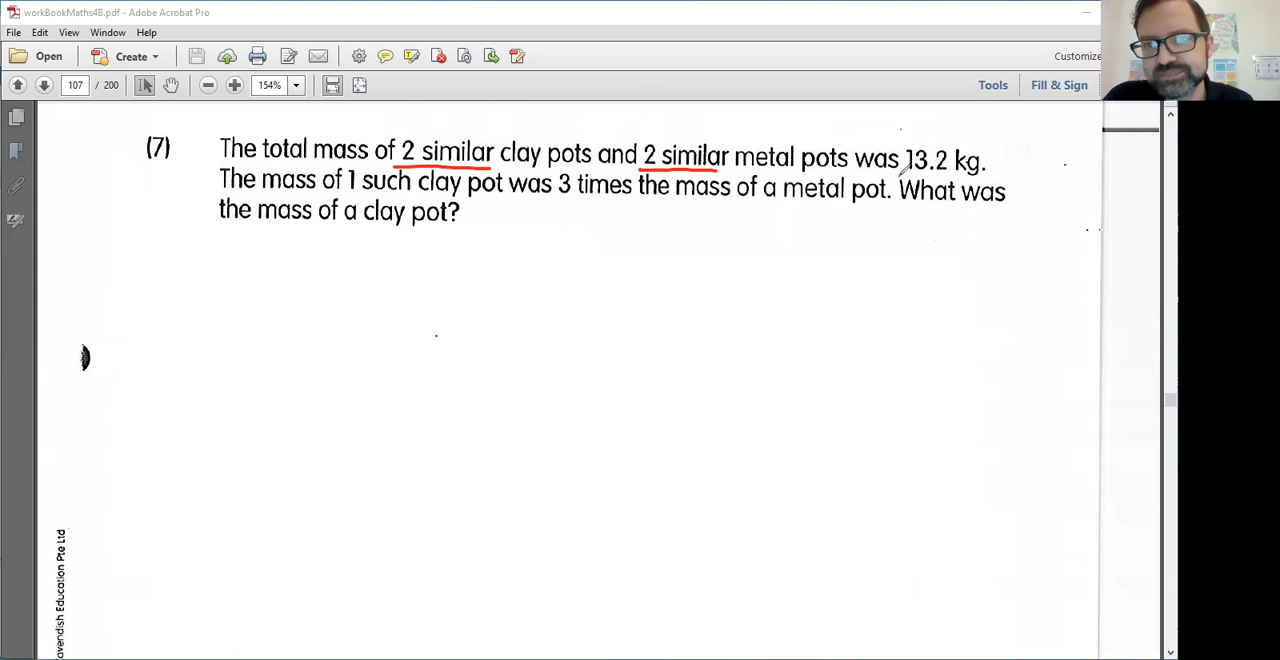 workBookMaths4B.pdf - Adobe Acrobat Pro
File Edit View Window Help
Open Create Customize
107 / 200 154% Tools Fill & Sign
(7) The total mass of 2 similar clay pots and 2 similar metal pots was 13.2 kg.
The mass of 1 such clay pot was 3 times the mass of a metal pot. What was
the mass of a clay pot?
avendish Education Pte Ltd